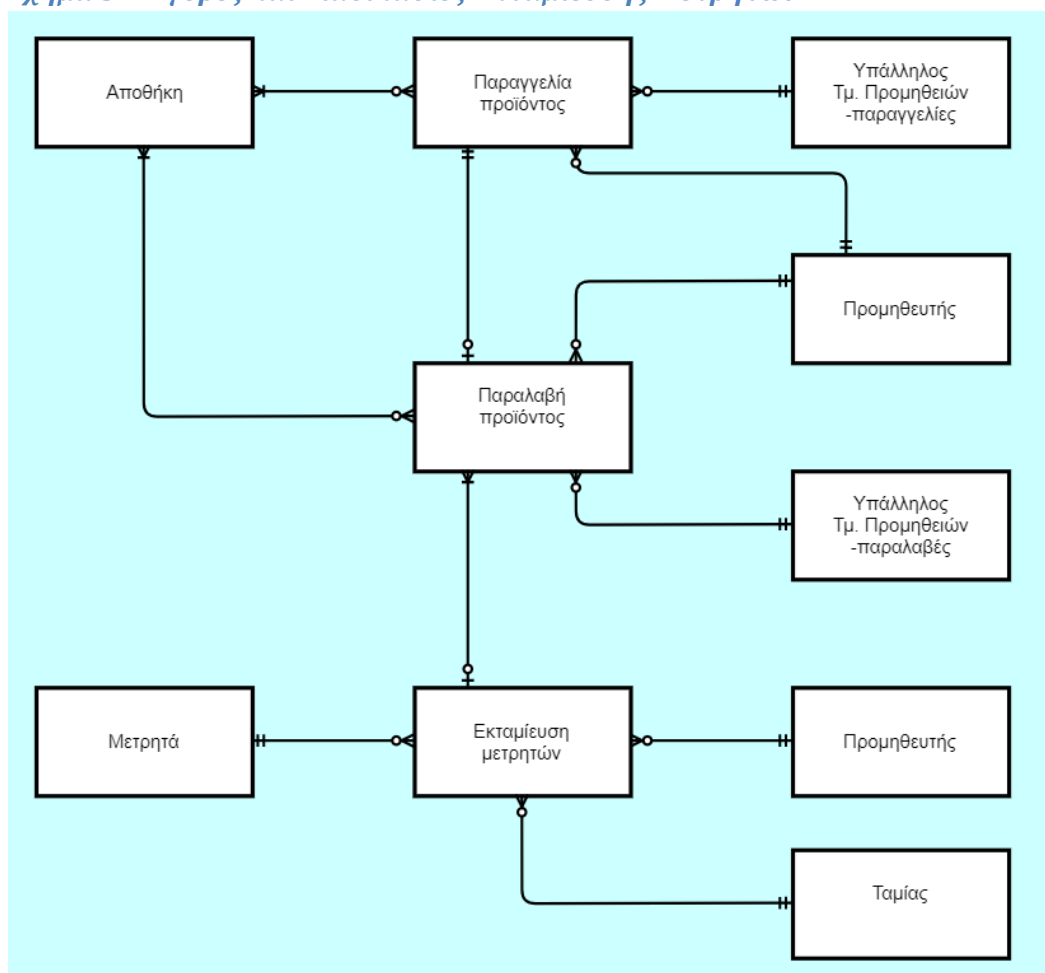 Αποθήκη
Παραγγελία
προϊόντος
Υπάλληλος
Τμ. Προμηθειών
-παραγγελίες
Προμηθευτής
Παραλαβή
προϊόντος
Υπάλληλος
Τμ. Προμηθειών
-παραλαβές
Μετρητά
Εκταμίευση
μετρητών
Προμηθευτής
Ταμίας